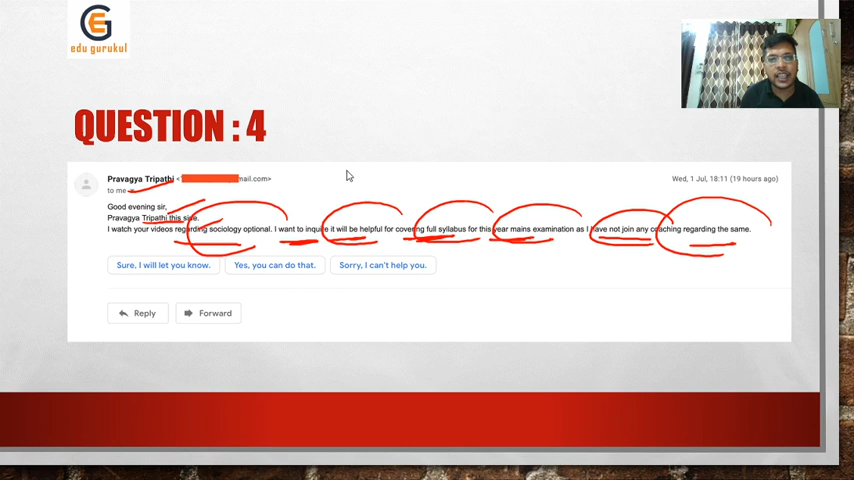 edu gurukul
QUESTION : 4
Pravagya Tripathi < mail.com>
Wed, 1 Jul, 18:11 (19 hours ago)
to me
Good evening sir,
Pravagya Tripathi this side.
I watch your videos regarding sociology optional. I want to inquire it will be helpful for covering full syllabus for this year mains examination as I have not join any coaching regarding the same.
Sure, I will let you know.
Yes, you can do that.
Sorry, I can't help you.
Reply
Forward